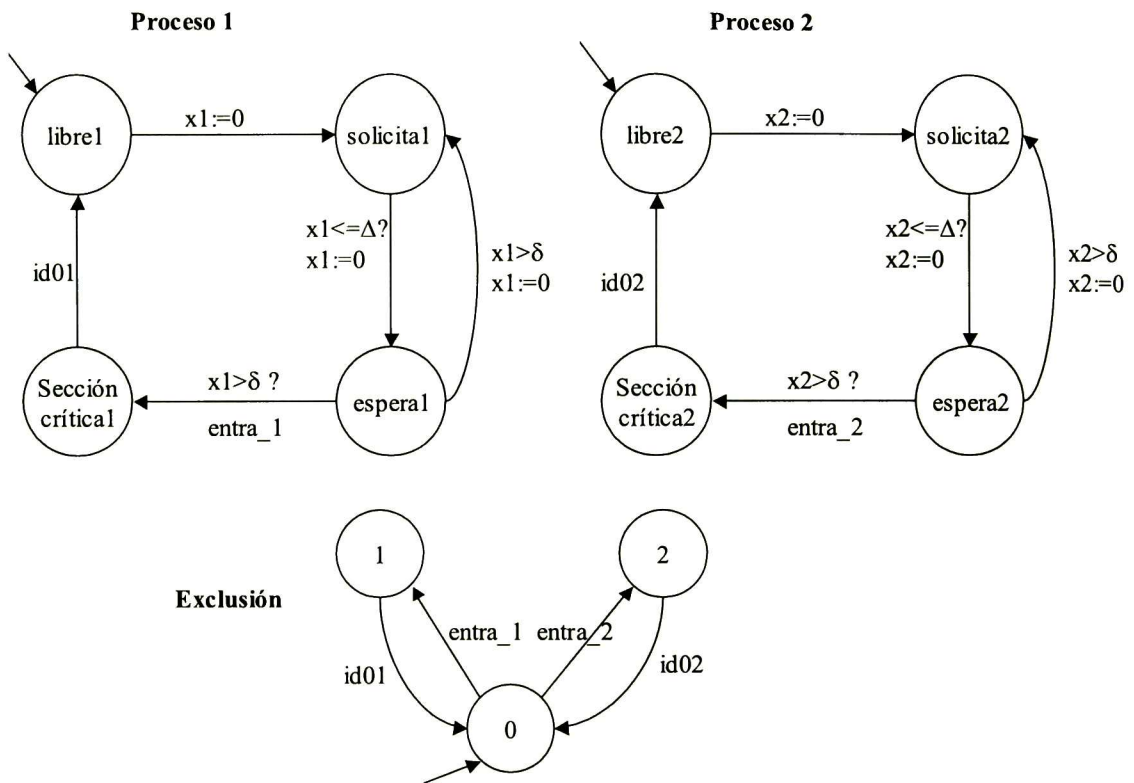 Proceso 1
Proceso 2
libre1
x1:=0
solicita1
x1<=Δ?
x1:=0
x1>δ
x1:=0
id01
Sección
crítica1
x1>δ ?
entra_1
espera1
libre2
x2:=0
solicita2
x2<=Δ?
x2:=0
x2>δ
x2:=0
id02
Sección
crítica2
x2>δ ?
entra_2
espera2
Exclusión
1
2
entra_1
entra_2
id01
id02
0